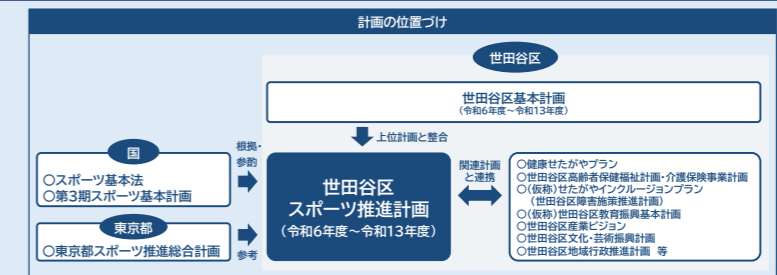 計画の位置づけ
世田谷区
世田谷区基本計画
(令和6年度～令和13年度)
上位計画と整合
国
○スポーツ基本法
○第3期スポーツ基本計画
根拠・
参酌
東京都
○東京都スポーツ推進総合計画
参考
世田谷区
スポーツ推進計画
(令和6年度～令和13年度)
関連計画
と連携
○健康せたがやプラン
○世田谷区高齢者保健福祉計画・介護保険事業計画
○(仮称)せたがやインクルージョンプラン
(世田谷区障害施策推進計画)
○(仮称)世田谷区教育振興基本計画
○世田谷区産業ビジョン
○世田谷区文化・芸術振興計画
○世田谷区地域行政推進計画 等